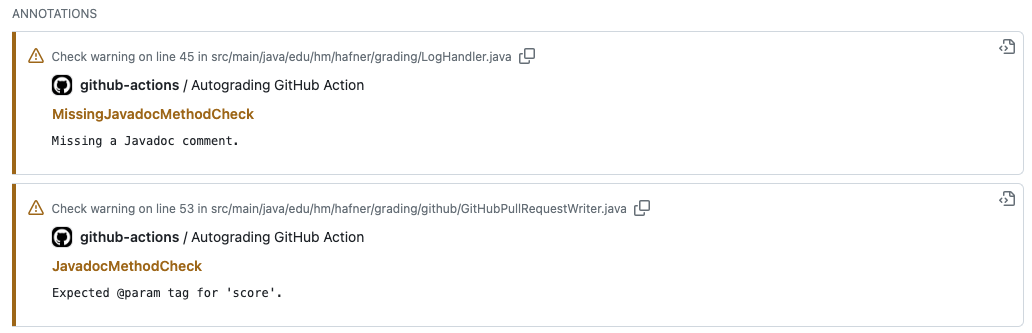 ANNOTATIONS
Check warning on line 45 in src/main/java/edu/hm/hafner/grading/LogHandler.java
github-actions / Autograding GitHub Action
MissingJavadocMethodCheck
Missing a Javadoc comment.
Check warning on line 53 in src/main/java/edu/hm/hafner/grading/github/GitHubPullRequestWriter.java
github-actions / Autograding GitHub Action
JavadocMethodCheck
Expected @param tag for 'score'.